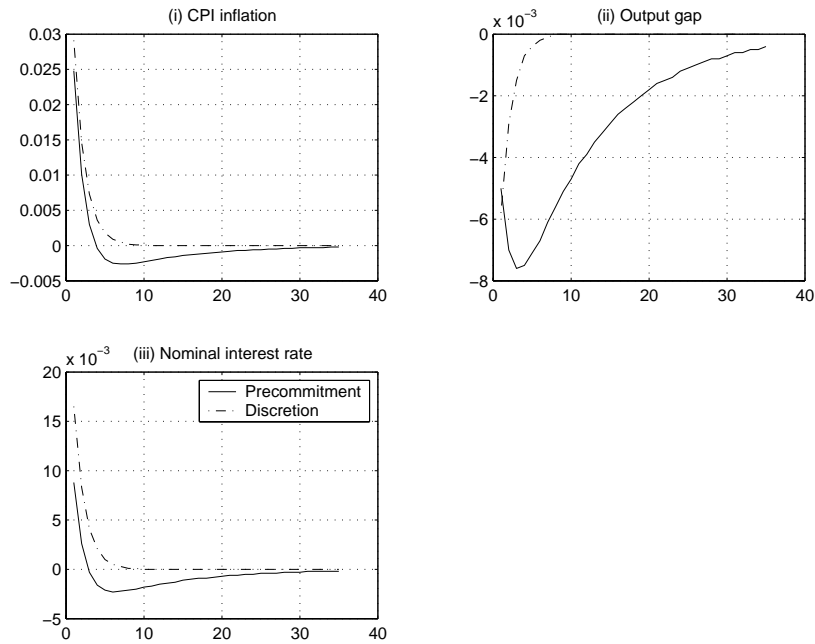 (i) CPI inflation
0.03
0.025
0.02
0.015
0.01
0.005
0
−0.005
0 10 20 30 40
(ii) Output gap
x 10−3
0
−2
−4
−6
−8
0 10 20 30 40
(iii) Nominal interest rate
x 10−3
20
15
10
5
0
−5
0 10 20 30 40
Precommitment
Discretion